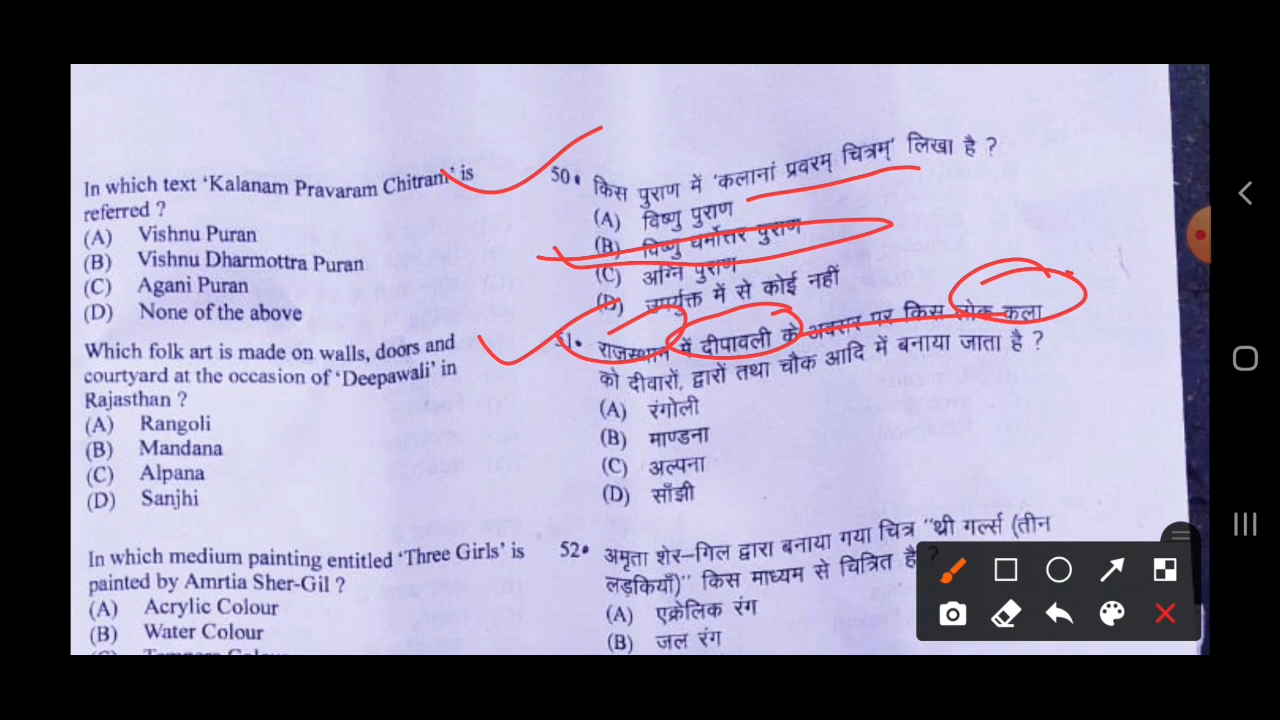 In which text ‘Kalanam Pravaram Chitram’ is
referred ?
(A) Vishnu Puran
(B) Vishnu Dharmottra Puran
(C) Agani Puran
(D) None of the above
Which folk art is made on walls, doors and
courtyard at the occasion of ‘Deepawali’ in
Rajasthan ?
(A) Rangoli
(B) Mandana
(C) Alpana
(D) Sanjhi
In which medium painting entitled ‘Three Girls’ is
painted by Amrtia Sher-Gil ?
(A) Acrylic Colour
(B) Water Colour
50. किस पुराण में 'कलानां प्रवरम् चित्रम्' लिखा है ?
(A) विष्णु पुराण
(B) विष्णु धर्मोत्तर पुराण
(C) अग्नि पुराण
(D) उपर्युक्त में से कोई नहीं
51. राजस्थान में दीपावली के अवसर पर किस लोक कला
को दीवारों, द्वारों तथा चौक आदि में बनाया जाता है ?
(A) रंगोली
(B) माण्डना
(C) अल्पना
(D) साँझी
52. अमृता शेर–गिल द्वारा बनाया गया चित्र "थ्री गर्ल्स (तीन
लड़कियाँ)" किस माध्यम से चित्रित है ?
(A) एक्रेलिक रंग
(B) जल रंग